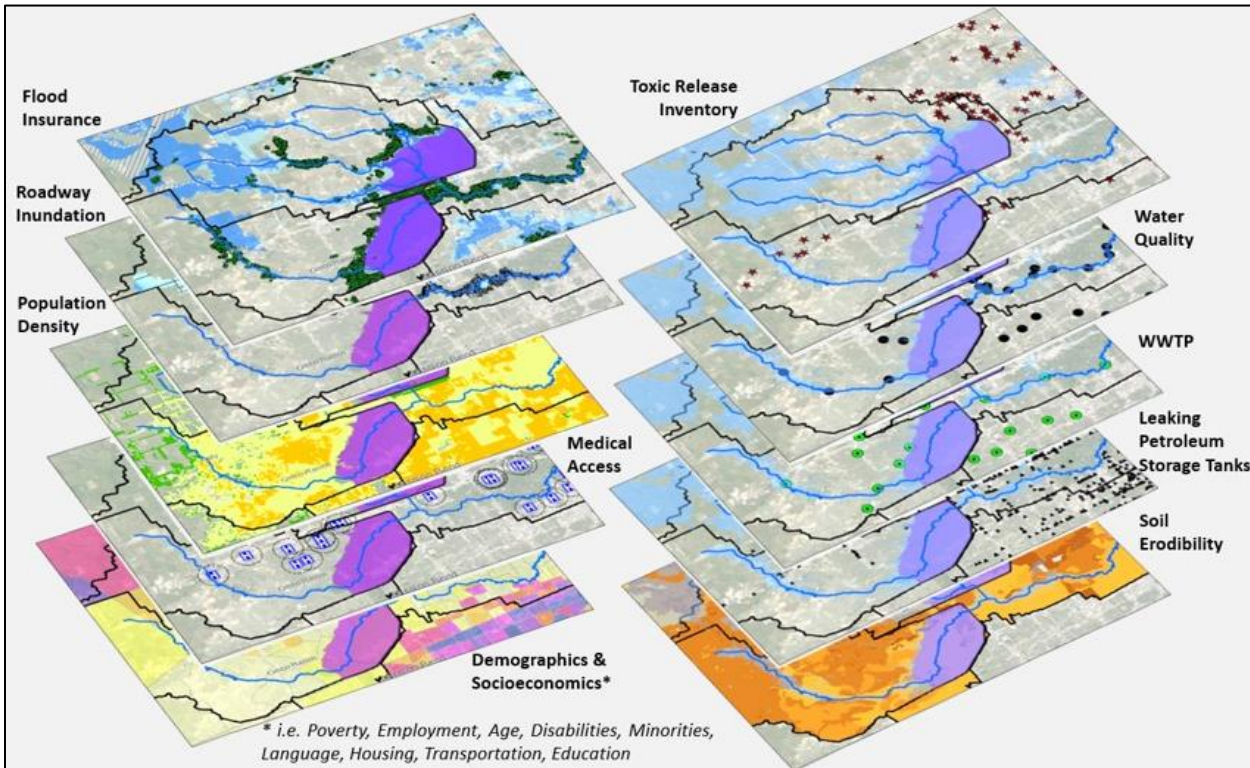 Flood
Insurance
Roadway
Inundation
Population
Density
Medical
Access
Demographics &
Socioeconomics*
* i.e. Poverty, Employment, Age, Disabilities, Minorities,
Language, Housing, Transportation, Education
Toxic Release
Inventory
Water
Quality
WWTP
Leaking
Petroleum
Storage Tanks
Soil
Erodibility